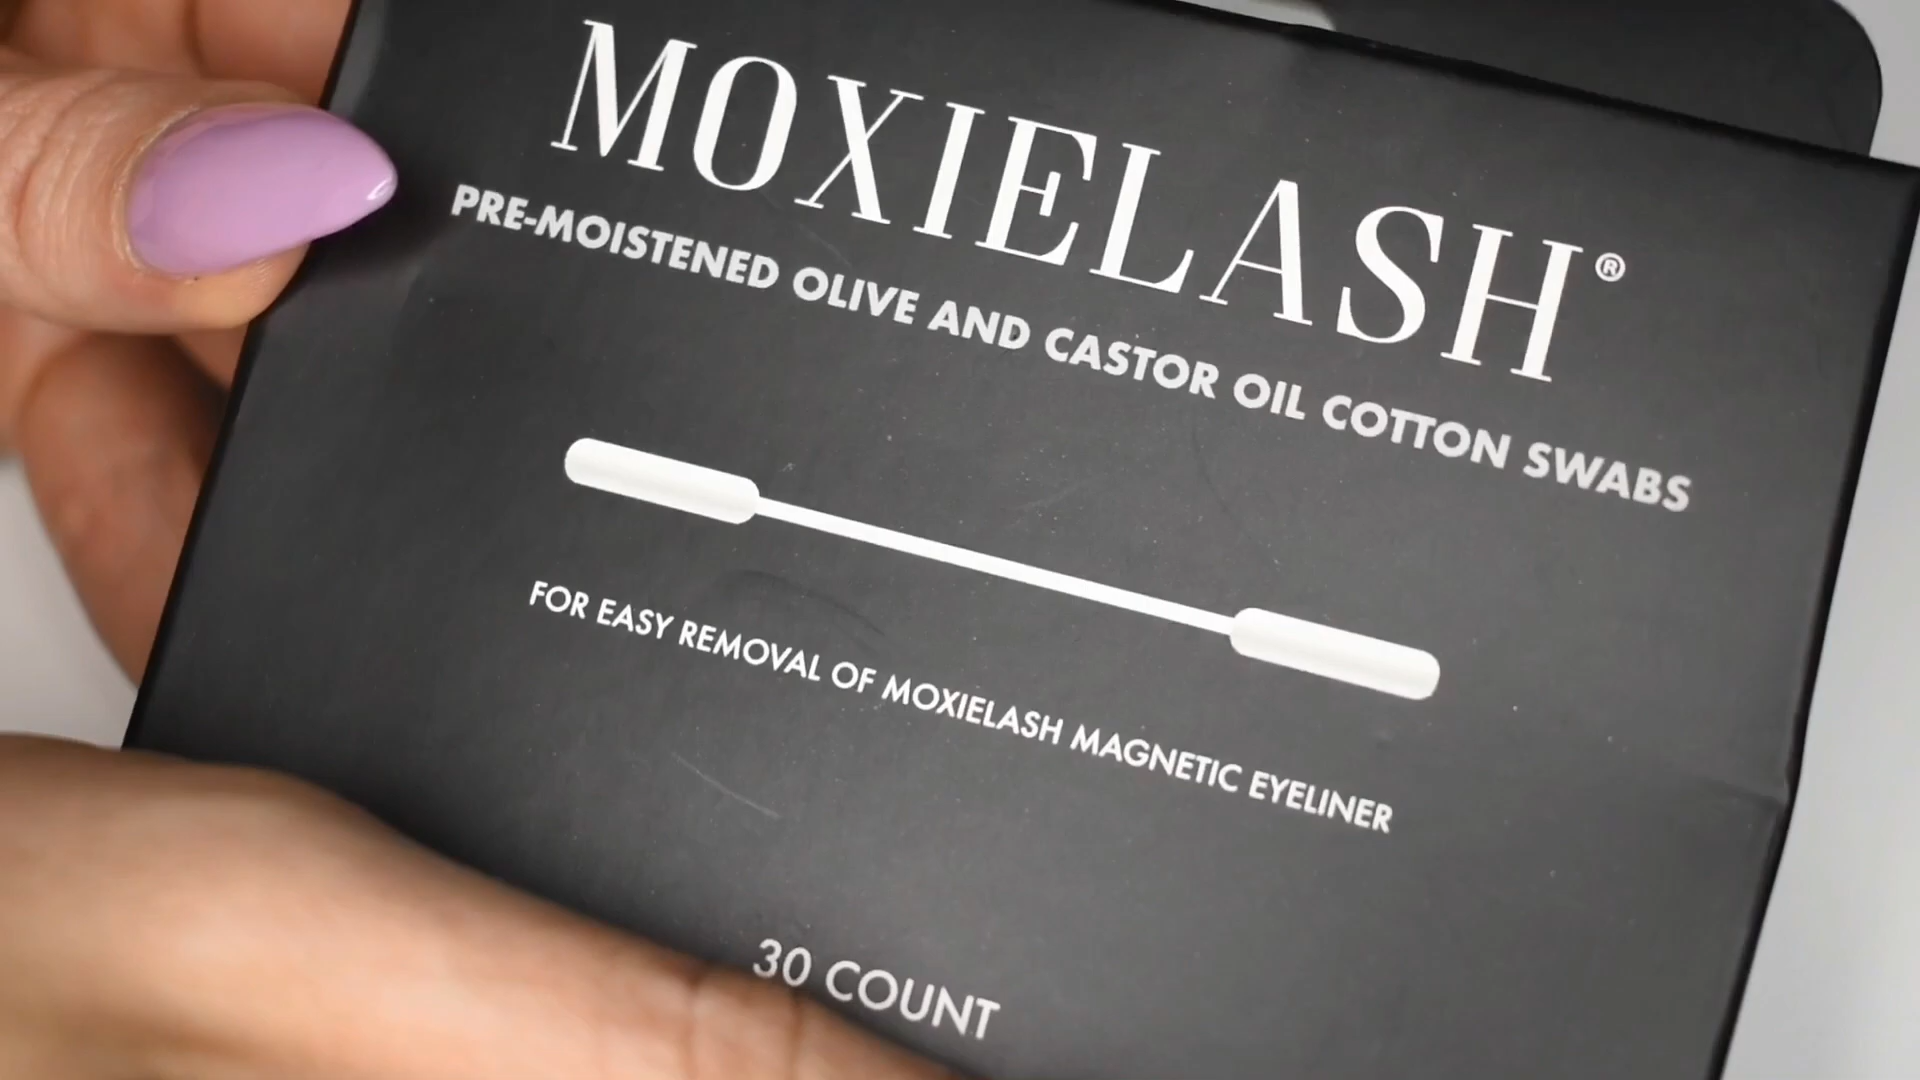 MOXIELASH®
PRE-MOISTENED OLIVE AND CASTOR OIL COTTON SWABS
FOR EASY REMOVAL OF MOXIELASH MAGNETIC EYELINER
30 COUNT